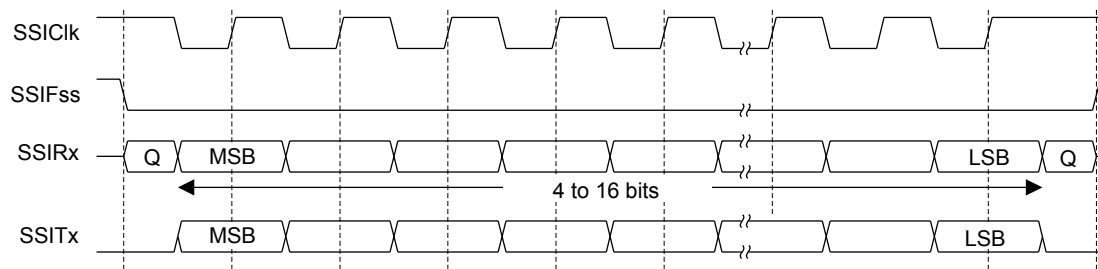 SSIClk
SSIFss
SSIRx Q MSB LSB Q
4 to 16 bits
SSITx MSB LSB